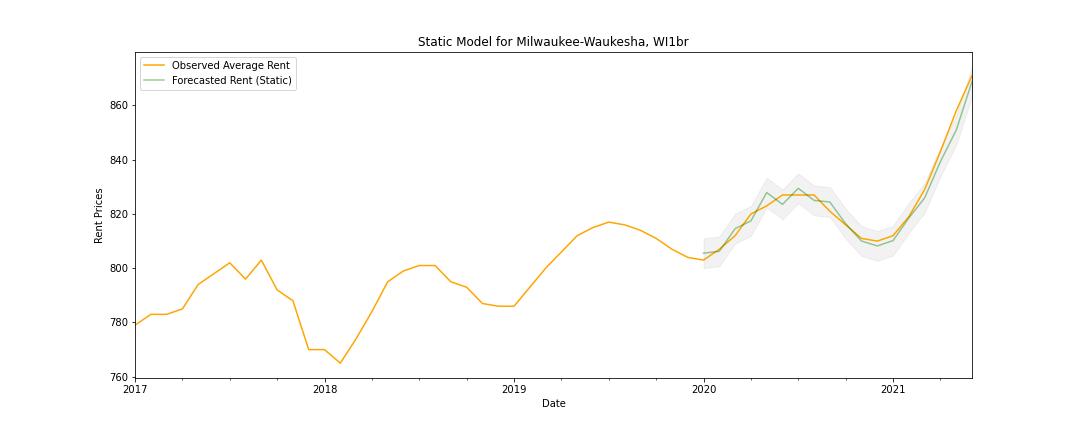 Static Model for Milwaukee-Waukesha, WI1br
Observed Average Rent
Forecasted Rent (Static)
Rent Prices
860
840
820
800
780
760
2017 2018 2019 2020 2021
Date